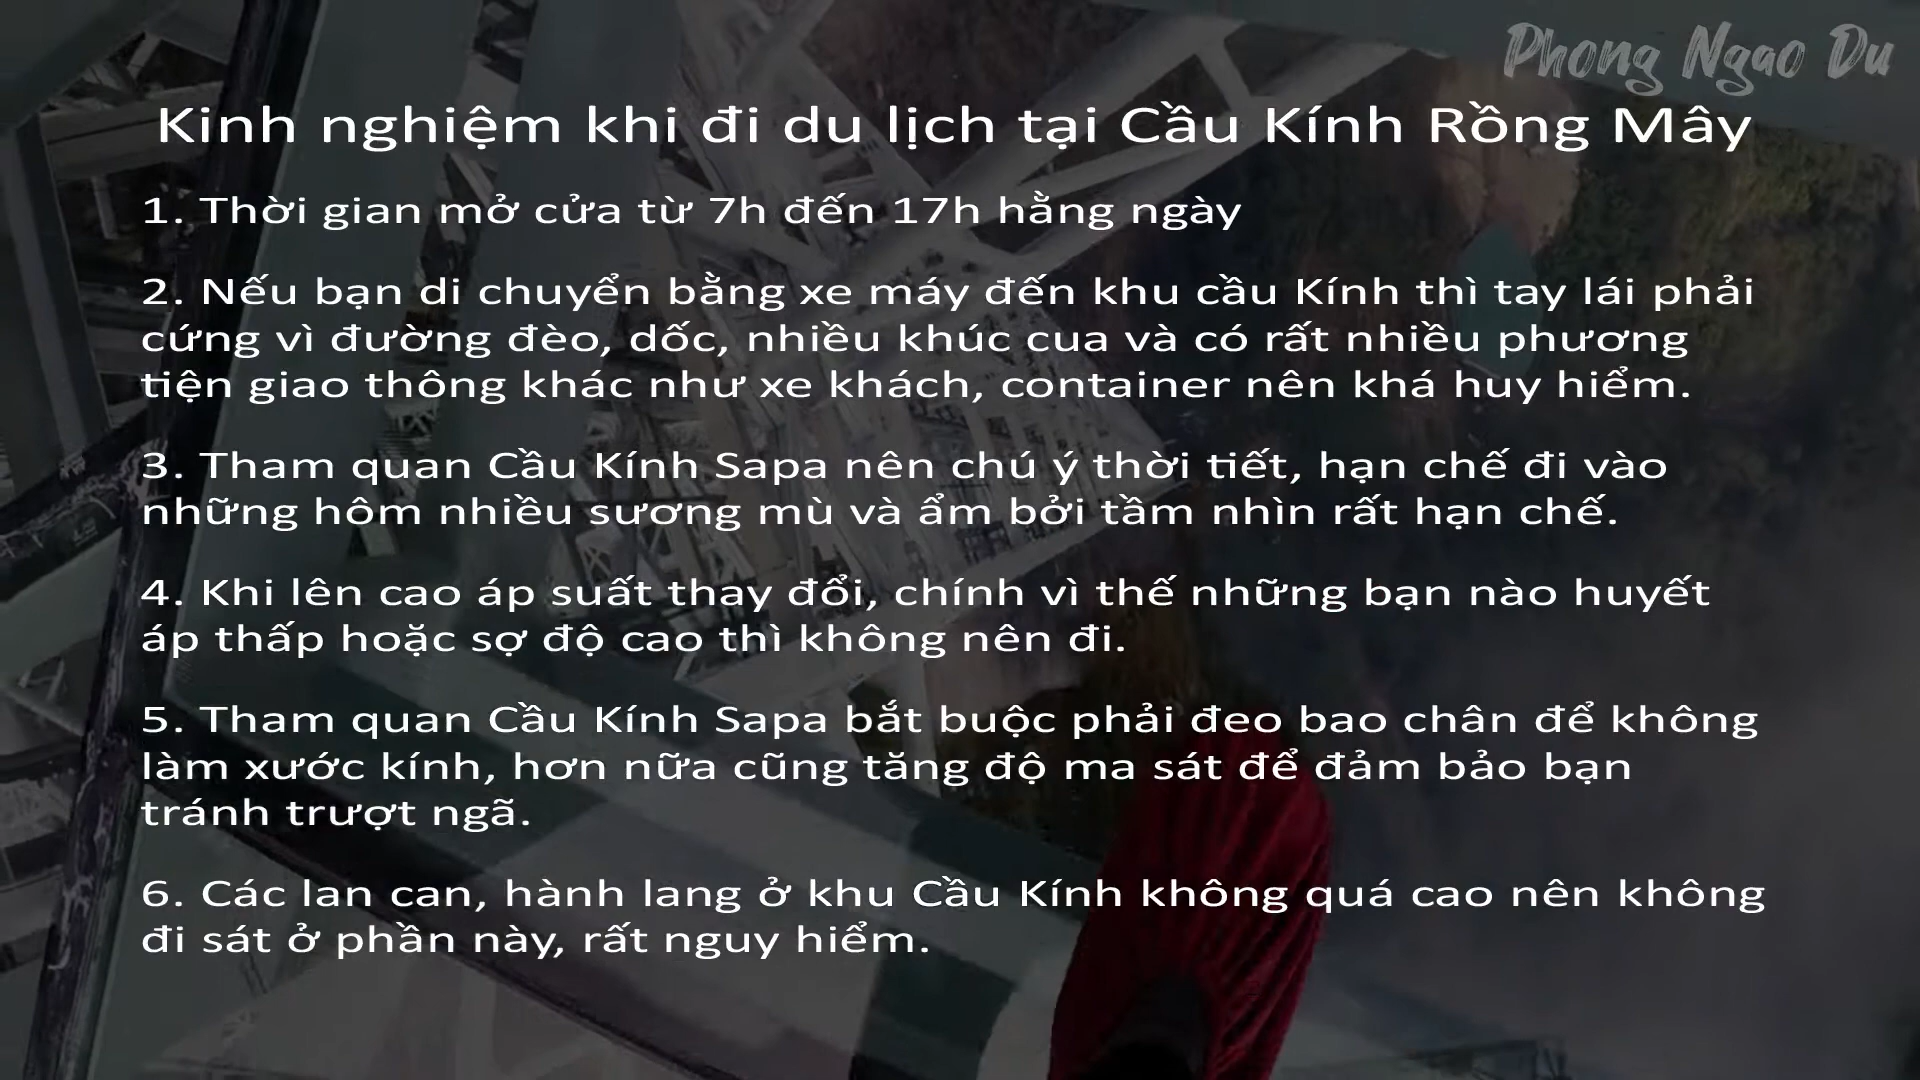 Phong Ngao Du
Kinh nghiệm khi đi du lịch tại Cầu Kính Rồng Mây
1. Thời gian mở cửa từ 7h đến 17h hằng ngày
2. Nếu bạn di chuyển bằng xe máy đến khu cầu Kính thì tay lái phải
cứng vì đường đèo, dốc, nhiều khúc cua và có rất nhiều phương
tiện giao thông khác như xe khách, container nên khá huy hiểm.
3. Tham quan Cầu Kính Sapa nên chú ý thời tiết, hạn chế đi vào
những hôm nhiều sương mù và ẩm bởi tầm nhìn rất hạn chế.
4. Khi lên cao áp suất thay đổi, chính vì thế những bạn nào huyết
áp thấp hoặc sợ độ cao thì không nên đi.
5. Tham quan Cầu Kính Sapa bắt buộc phải đeo bao chân để không
làm xước kính, hơn nữa cũng tăng độ ma sát để đảm bảo bạn
tránh trượt ngã.
6. Các lan can, hành lang ở khu Cầu Kính không quá cao nên không
đi sát ở phần này, rất nguy hiểm.